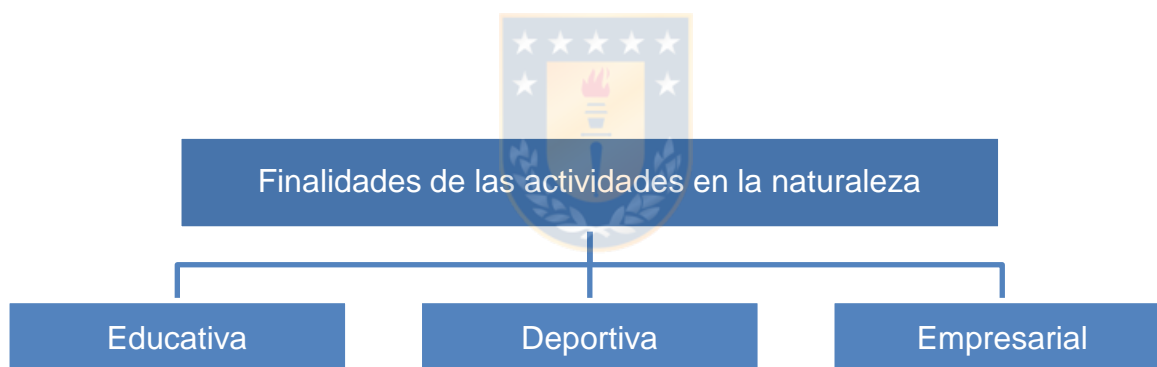 Finalidades de las actividades en la naturaleza
Educativa
Deportiva
Empresarial